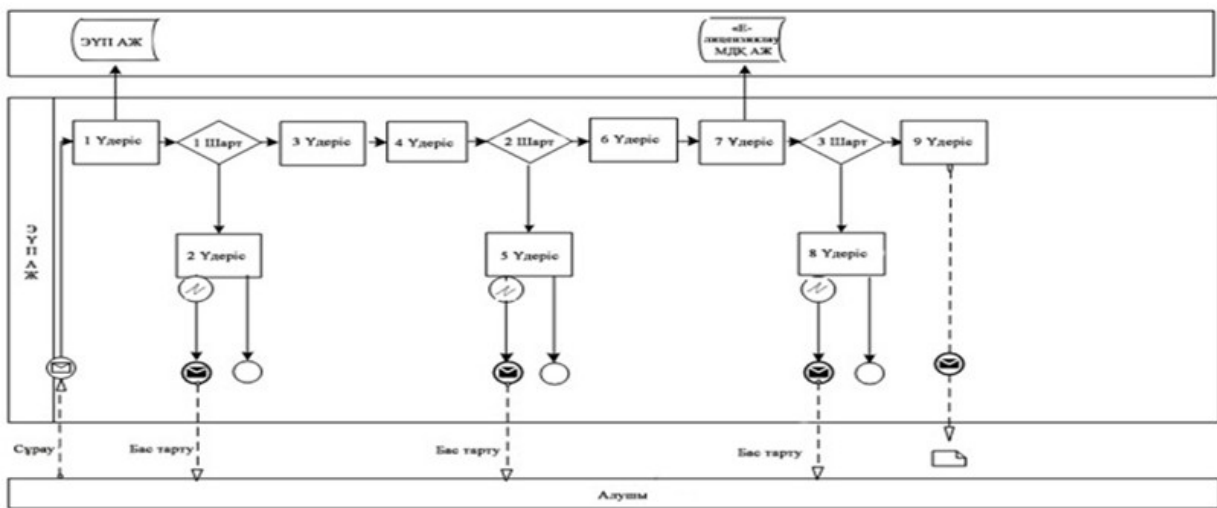 ЭҮП АЖ
«Е-
лицензиялау
МДҚ АЖ
1 Үдеріс
1 Шарт
3 Үдеріс
4 Үдеріс
2 Шарт
6 Үдеріс
7 Үдеріс
3 Шарт
9 Үдеріс
ЭҮП АЖ
2 Үдеріс
5 Үдеріс
8 Үдеріс
Сұрау
Бас тарту
Бас тарту
Бас тарту
Алушы